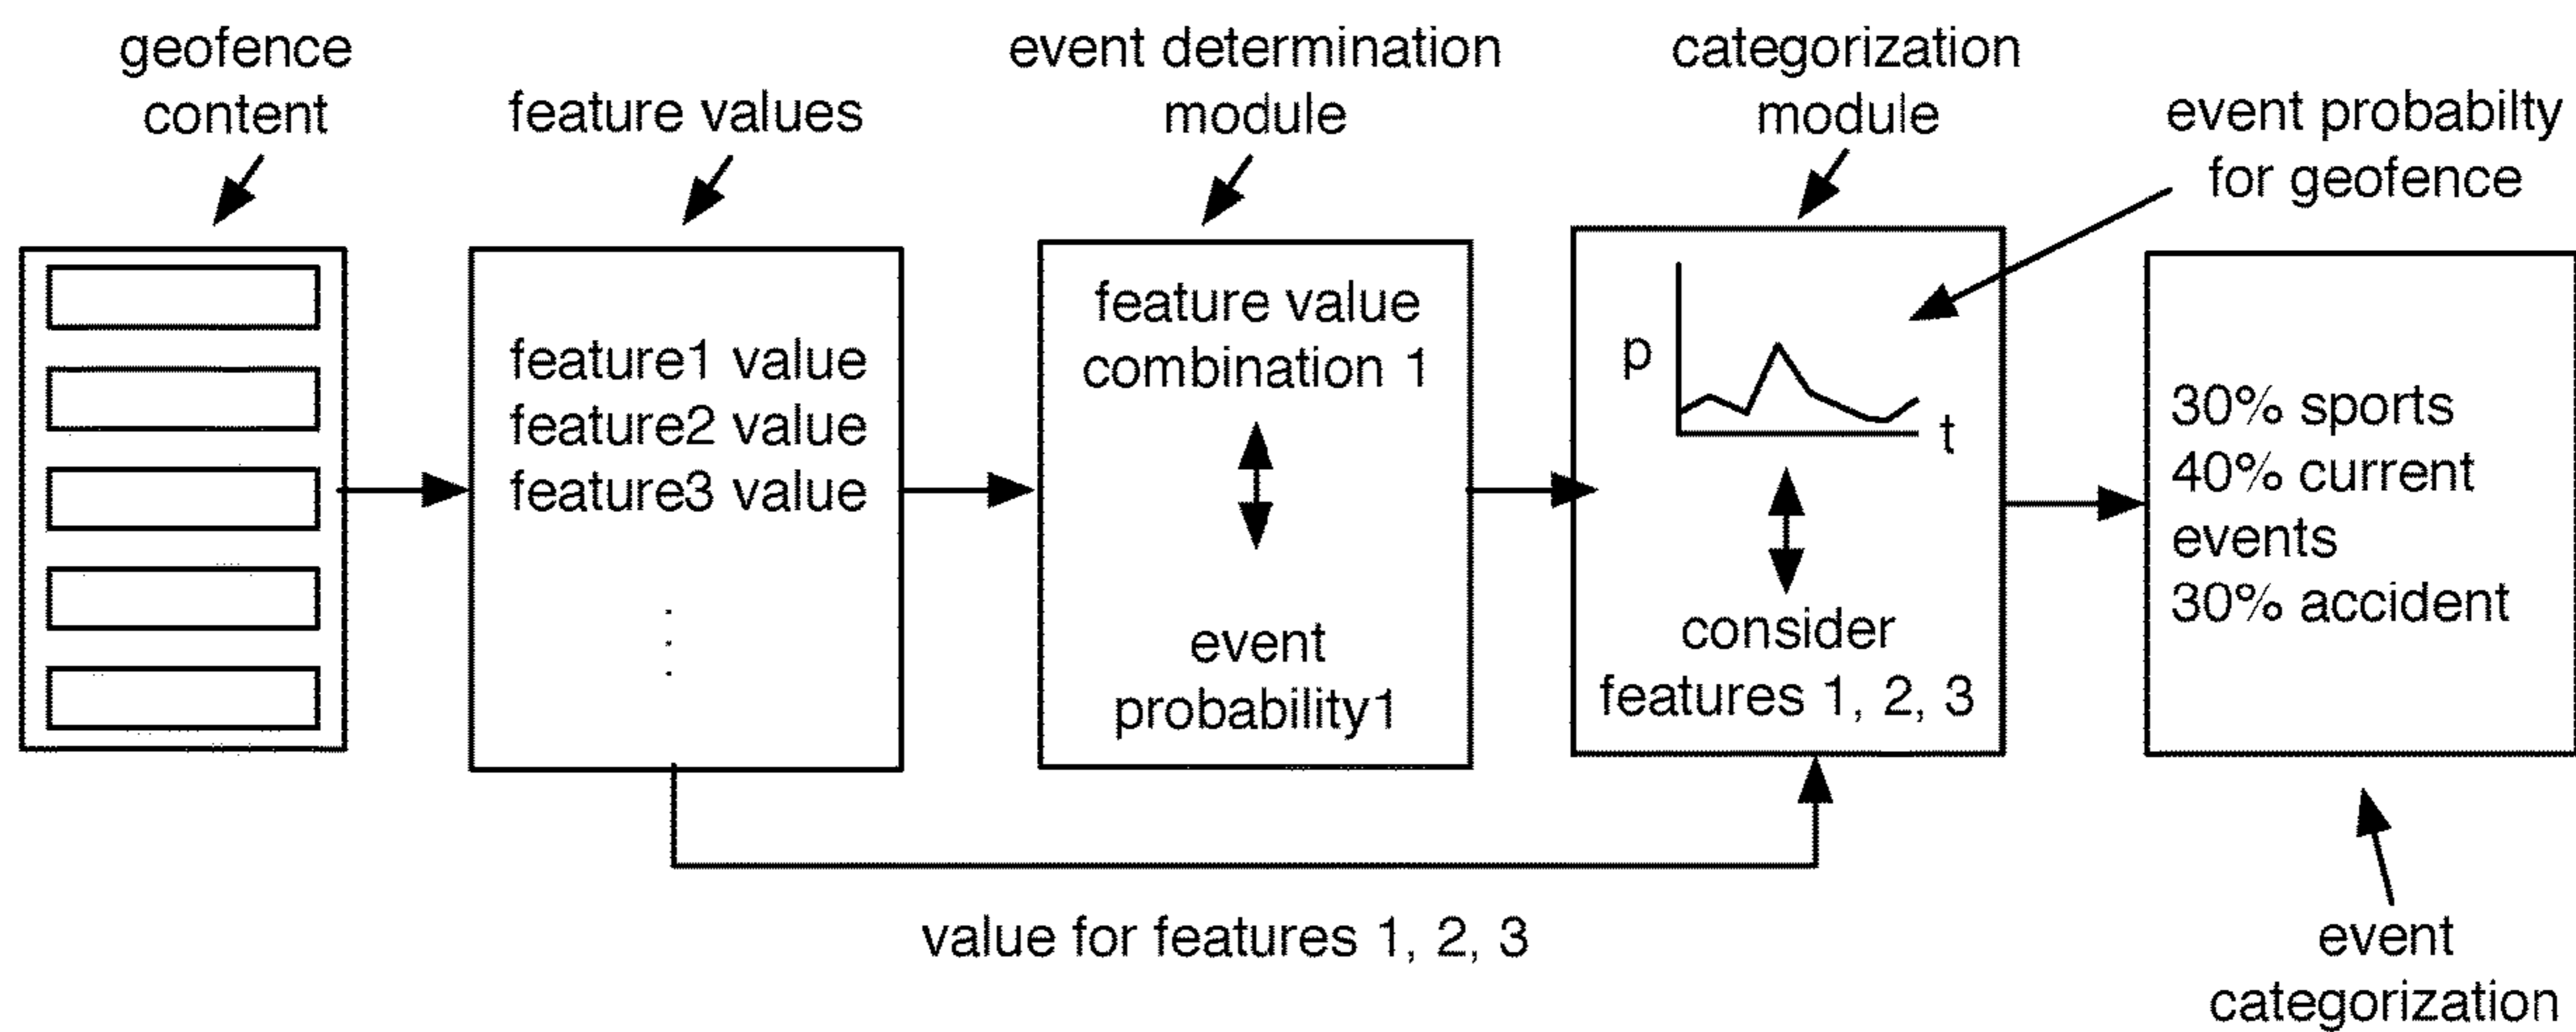 geofence
content
feature values
event determination
module
categorization
module
event probabilty
for geofence
feature1 value
feature2 value
feature3 value
feature value
combination 1
event
probability1
p
t
consider
features 1, 2, 3
30% sports
40% current
events
30% accident
value for features 1, 2, 3
event
categorization